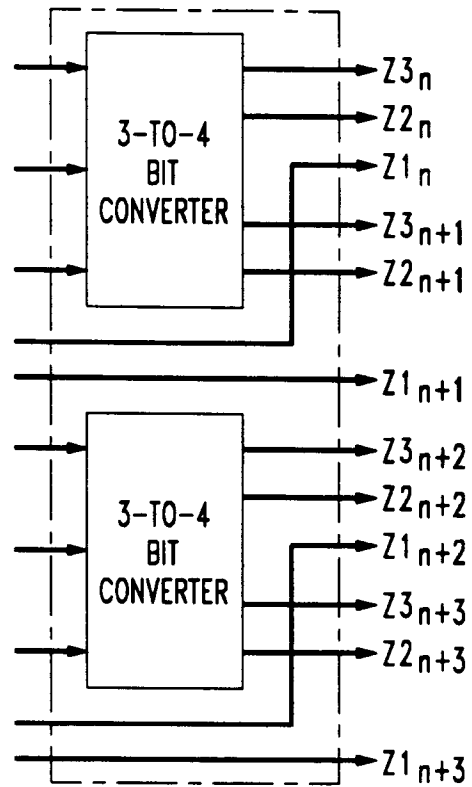 3-TO-4
BIT
CONVERTER
Z3n
Z2n
Z1n
Z3n+1
Z2n+1
Z1n+1
3-TO-4
BIT
CONVERTER
Z3n+2
Z2n+2
Z1n+2
Z3n+3
Z2n+3
Z1n+3